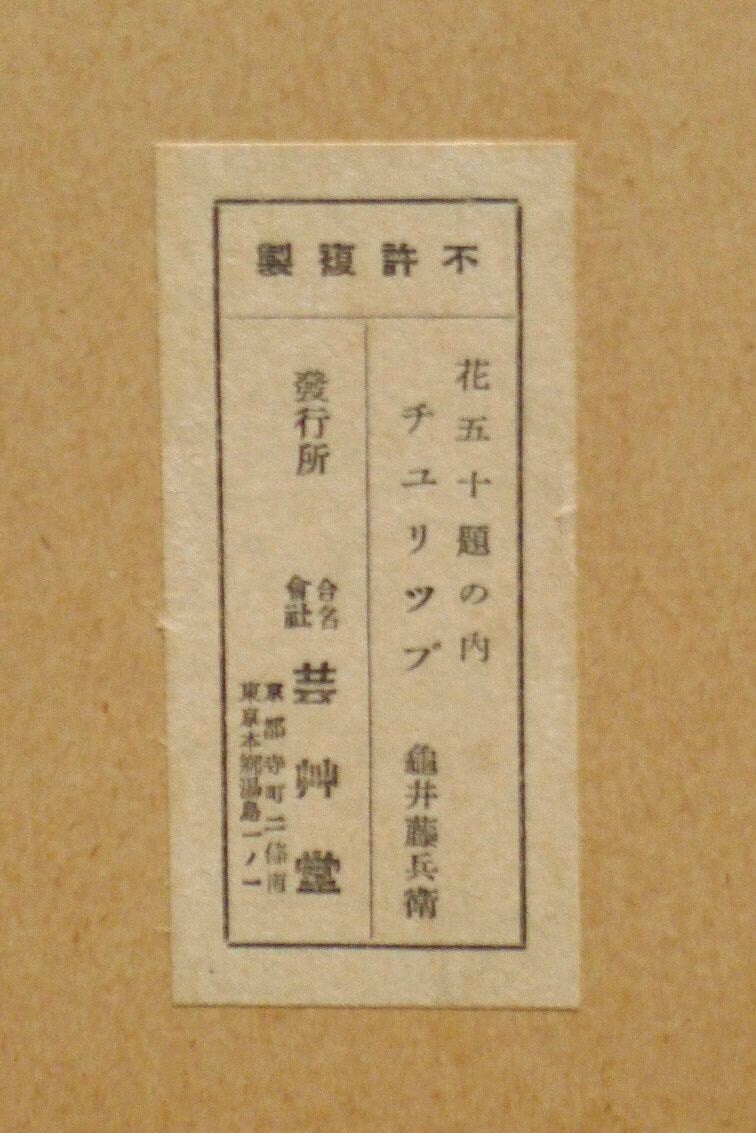 不許複製
花五十題の内
チユリツプ 龜井藤兵衛
發行所 合名會社 芸艸堂
京都寺町二條南
東京本郷湯島一ノ一